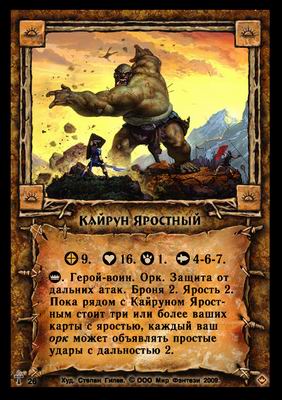 КАЙРУН ЯРОСТНЫЙ
9. 16. 1. 4-6-7.
. Герой-воин. Орк. Защита от
дальних атак. Броня 2. Ярость 2.
Пока рядом с Кайруном Ярост-
ным стоит три или более ваших
карты с яростью, каждый ваш
орк может объявлять простые
удары с дальностью 2.
26 Худ. Степан Гилев. © ООО Мир Фэнтези 2009.